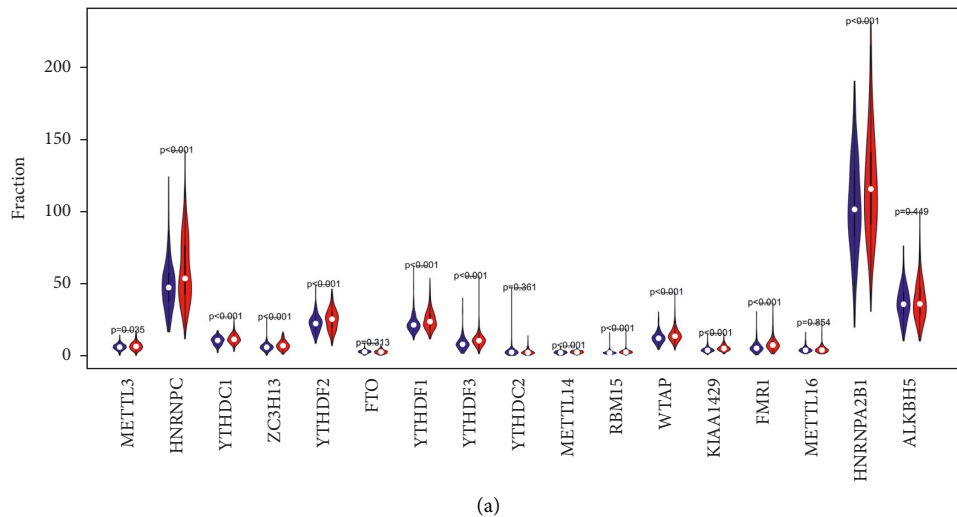 Fraction
200
150
100
50
0
p=0.035
p<0.001
p<0.001
p<0.001
p<0.001
p=0.313
p<0.001
p<0.001
p=0.361
p<0.001
p<0.001
p<0.001
p<0.001
p<0.001
p=0.854
p<0.001
p=0.449
METTL3
HNRNPC
YTHDC1
ZC3H13
YTHDF2
FTO
YTHDF1
YTHDF3
YTHDC2
METTL14
RBM15
WTAP
KIAA1429
FMR1
METTL16
HNRNPA2B1
ALKBH5
(a)